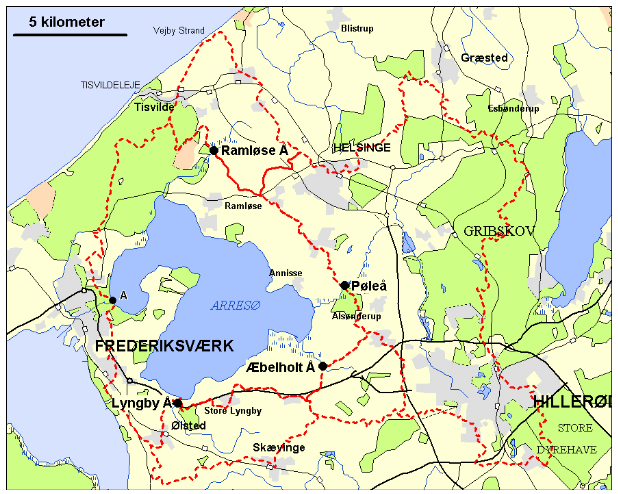 5 kilometer
Vejby Strand
Blistrup
Græsted
TISVILDELEJE
Tisvilde
Esbønderup
Ramløse Å
HELSINGE
Ramløse
GRIBSKOV
Annisse
Pøleå
A
ARRESØ
Alsønderup
FREDERIKSVÆRK
Æbelholt Å
Lyngby Å
Store Lyngby
HILLERØD
Ølsted
STORE
DYREHAVE
Skævinge